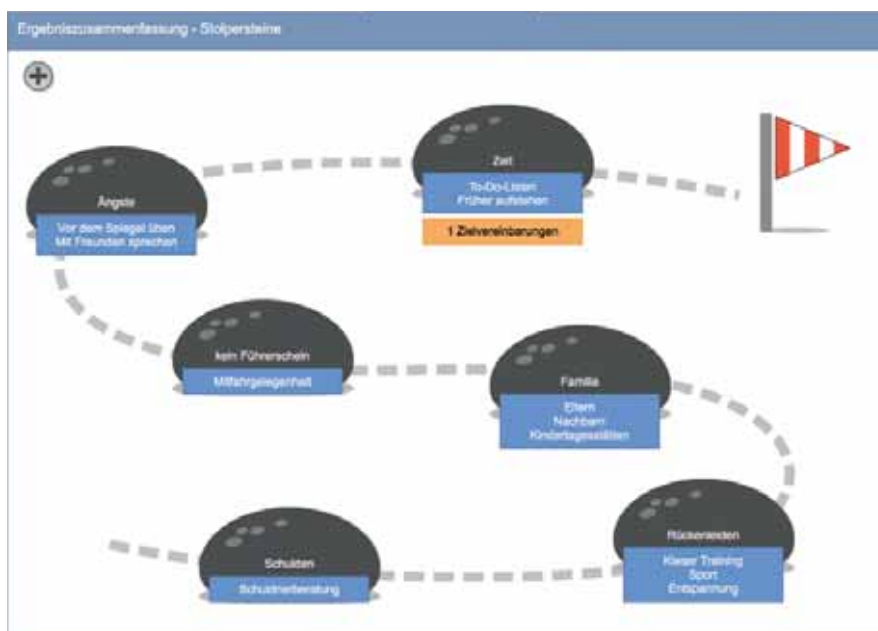 Ergebniszusammenfassung - Stolpersteine
Ängste
Vor dem Spiegel üben
Mit Freunden sprechen
Zeit
To-Do-Listen
Früher aufstehen
1 Zielvereinbarungen
kein Führerschein
Mitfahrgelegenheit
Familie
Eltern
Nachbarn
Kindertagesstätten
Schulden
Schuldnerberatung
Rückenleiden
Kieser Training
Sport
Entspannung